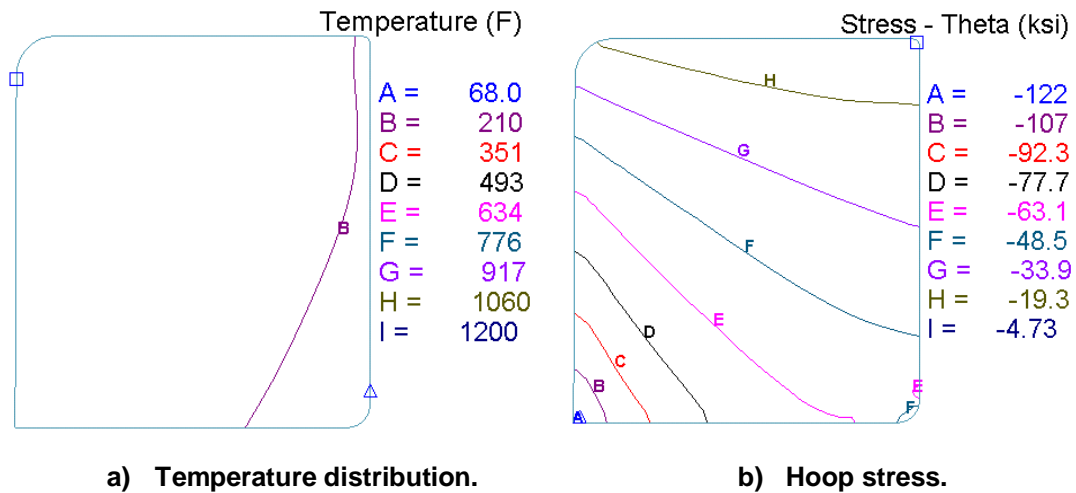 Temperature (F)
A = 68.0
B = 210
C = 351
D = 493
E = 634
F = 776
G = 917
H = 1060
I = 1200
B
a) Temperature distribution.
Stress - Theta (ksi)
A = -122
B = -107
C = -92.3
D = -77.7
E = -63.1
F = -48.5
G = -33.9
H = -19.3
I = -4.73
H
G
F
E
D
C
B
A
E
F
b) Hoop stress.